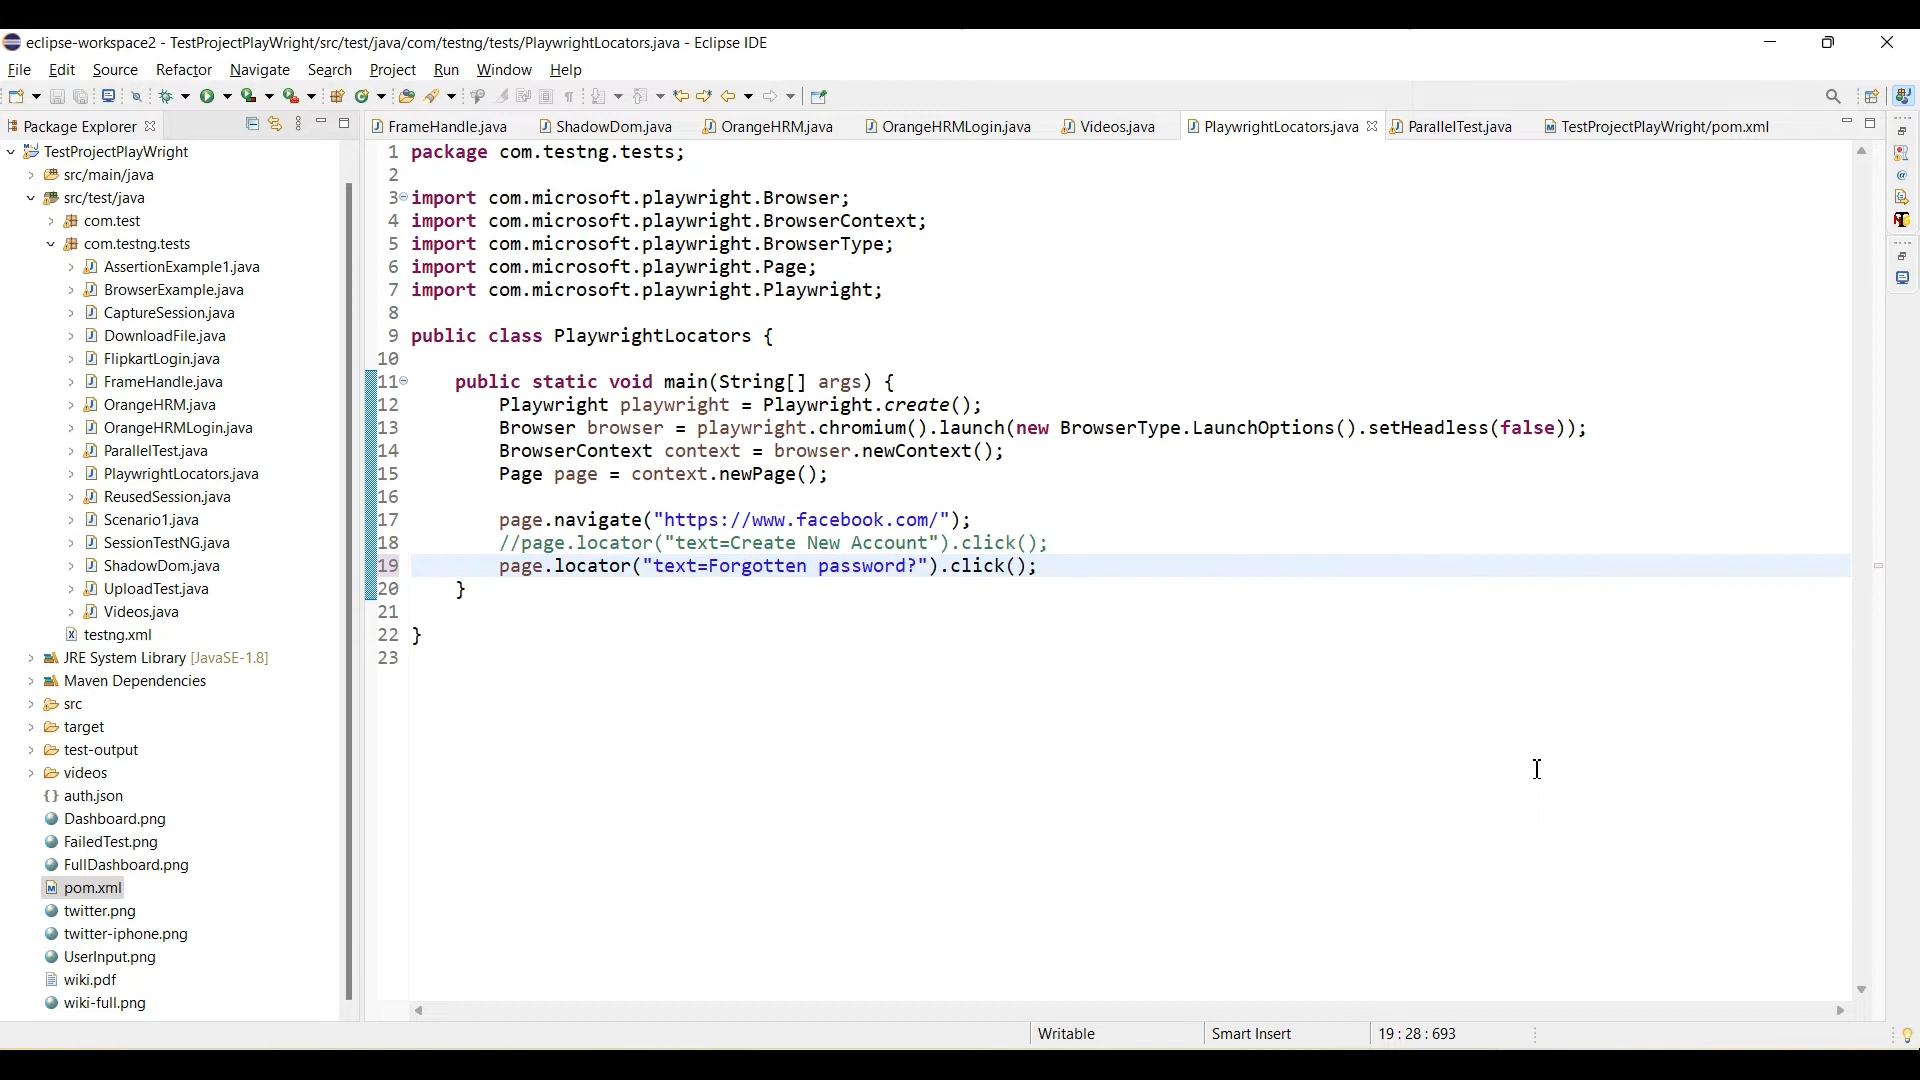 eclipse-workspace2 - TestProjectPlayWright/src/test/java/com/testng/tests/PlaywrightLocators.java - Eclipse IDE
File Edit Source Refactor Navigate Search Project Run Window Help
Package Explorer
FrameHandle.java ShadowDom.java OrangeHRM.java OrangeHRMLogin.java Videos.java PlaywrightLocators.java ParallelTest.java TestProjectPlayWright/pom.xml
TestProjectPlayWright
src/main/java
src/test/java
com.test
com.testng.tests
AssertionExample1.java
BrowserExample.java
CaptureSession.java
DownloadFile.java
FlipkartLogin.java
FrameHandle.java
OrangeHRM.java
OrangeHRMLogin.java
ParallelTest.java
PlaywrightLocators.java
ReusedSession.java
Scenario1.java
SessionTestNG.java
ShadowDom.java
UploadTest.java
Videos.java
testng.xml
JRE System Library [JavaSE-1.8]
Maven Dependencies
src
target
test-output
videos
auth.json
Dashboard.png
FailedTest.png
FullDashboard.png
pom.xml
twitter.png
twitter-iphone.png
UserInput.png
wiki.pdf
wiki-full.png
1 package com.testng.tests;
2
3 import com.microsoft.playwright.Browser;
4 import com.microsoft.playwright.BrowserContext;
5 import com.microsoft.playwright.BrowserType;
6 import com.microsoft.playwright.Page;
7 import com.microsoft.playwright.Playwright;
8
9 public class PlaywrightLocators {
10
11 public static void main(String[] args) {
12 Playwright playwright = Playwright.create();
13 Browser browser = playwright.chromium().launch(new BrowserType.LaunchOptions().setHeadless(false));
14 BrowserContext context = browser.newContext();
15 Page page = context.newPage();
16
17 page.navigate("https://www.facebook.com/");
18 //page.locator("text=Create New Account").click();
19 page.locator("text=Forgotten password?").click();
20 }
21
22 }
23
Writable Smart Insert 19 : 28 : 693